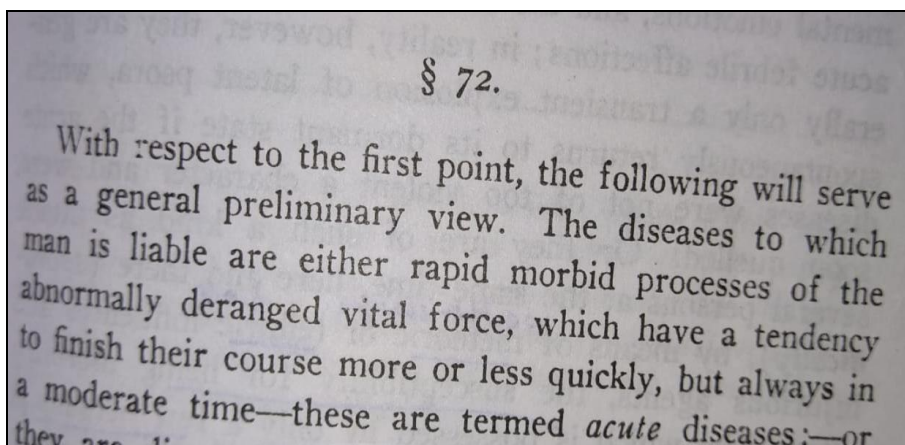 § 72.
With respect to the first point, the following will serve
as a general preliminary view. The diseases to which
man is liable are either rapid morbid processes of the
abnormally deranged vital force, which have a tendency
to finish their course more or less quickly, but always in
a moderate time—these are termed acute diseases;—or
they